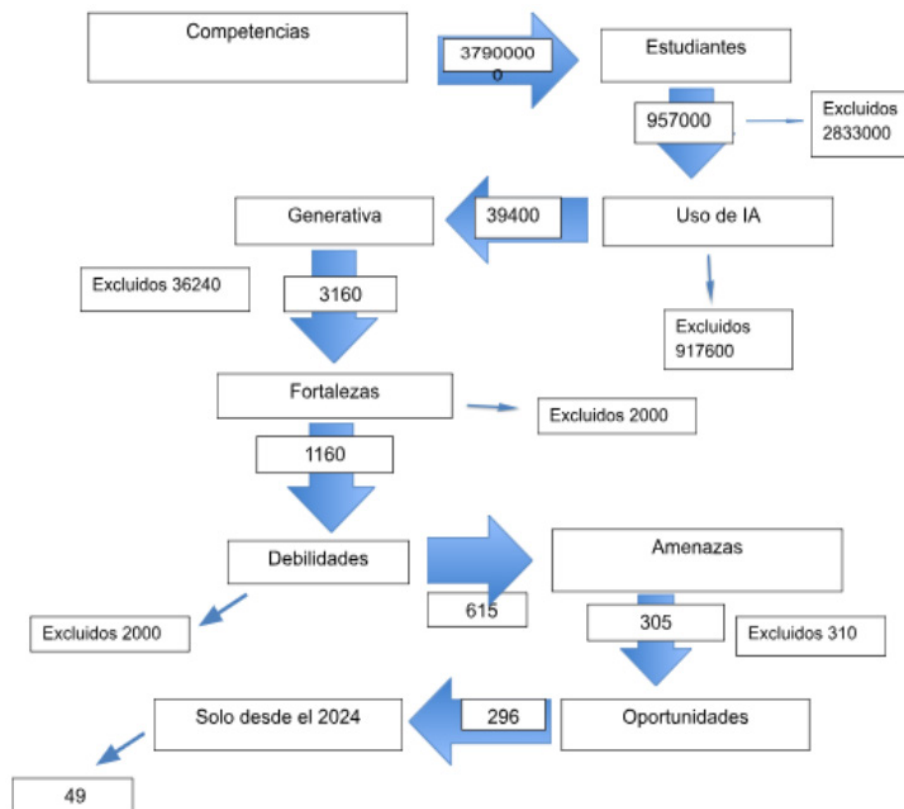 Competencias
3790000
0
Estudiantes
957000
Excluidos
2833000
Uso de IA
39400
Generativa
Excluidos
917600
Excluidos 36240
3160
Fortalezas
Excluidos 2000
1160
Debilidades
Excluidos 2000
615
Amenazas
305
Excluidos 310
Oportunidades
296
Solo desde el 2024
49